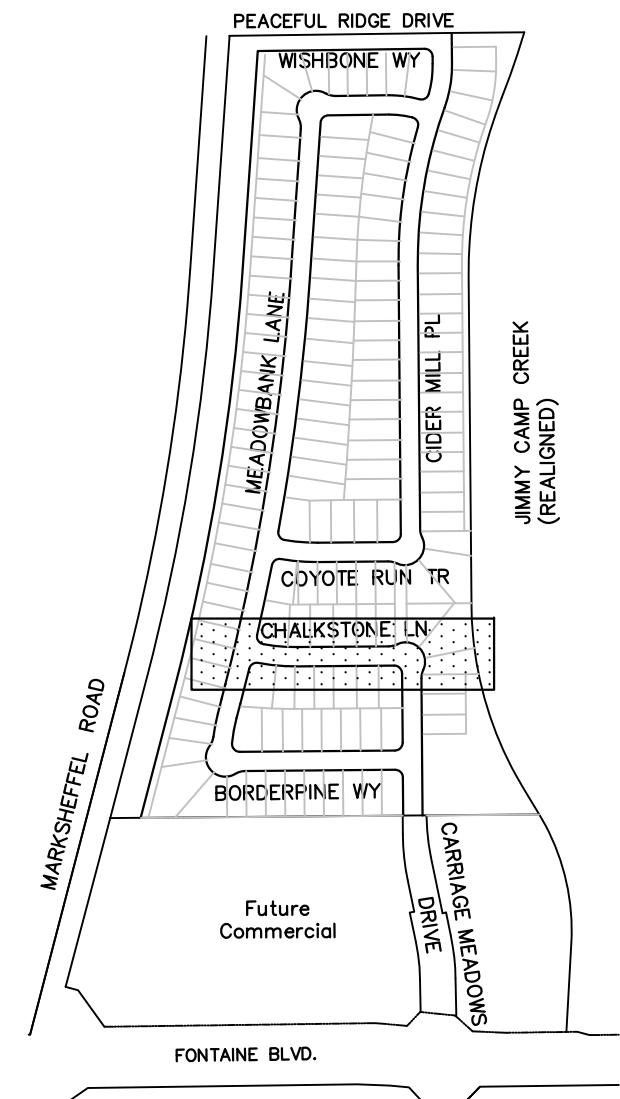 PEACEFUL RIDGE DRIVE
WISHBONE WY
MEADOWBANK LANE
CIDER MILL PL
JIMMY CAMP CREEK
(REALIGNED)
COYOTE RUN TR
CHALKSTONE LN
MARKSHEFFEL ROAD
BORDERPINE WY
CARRIAGE MEADOWS
DRIVE
Future
Commercial
FONTAINE BLVD.